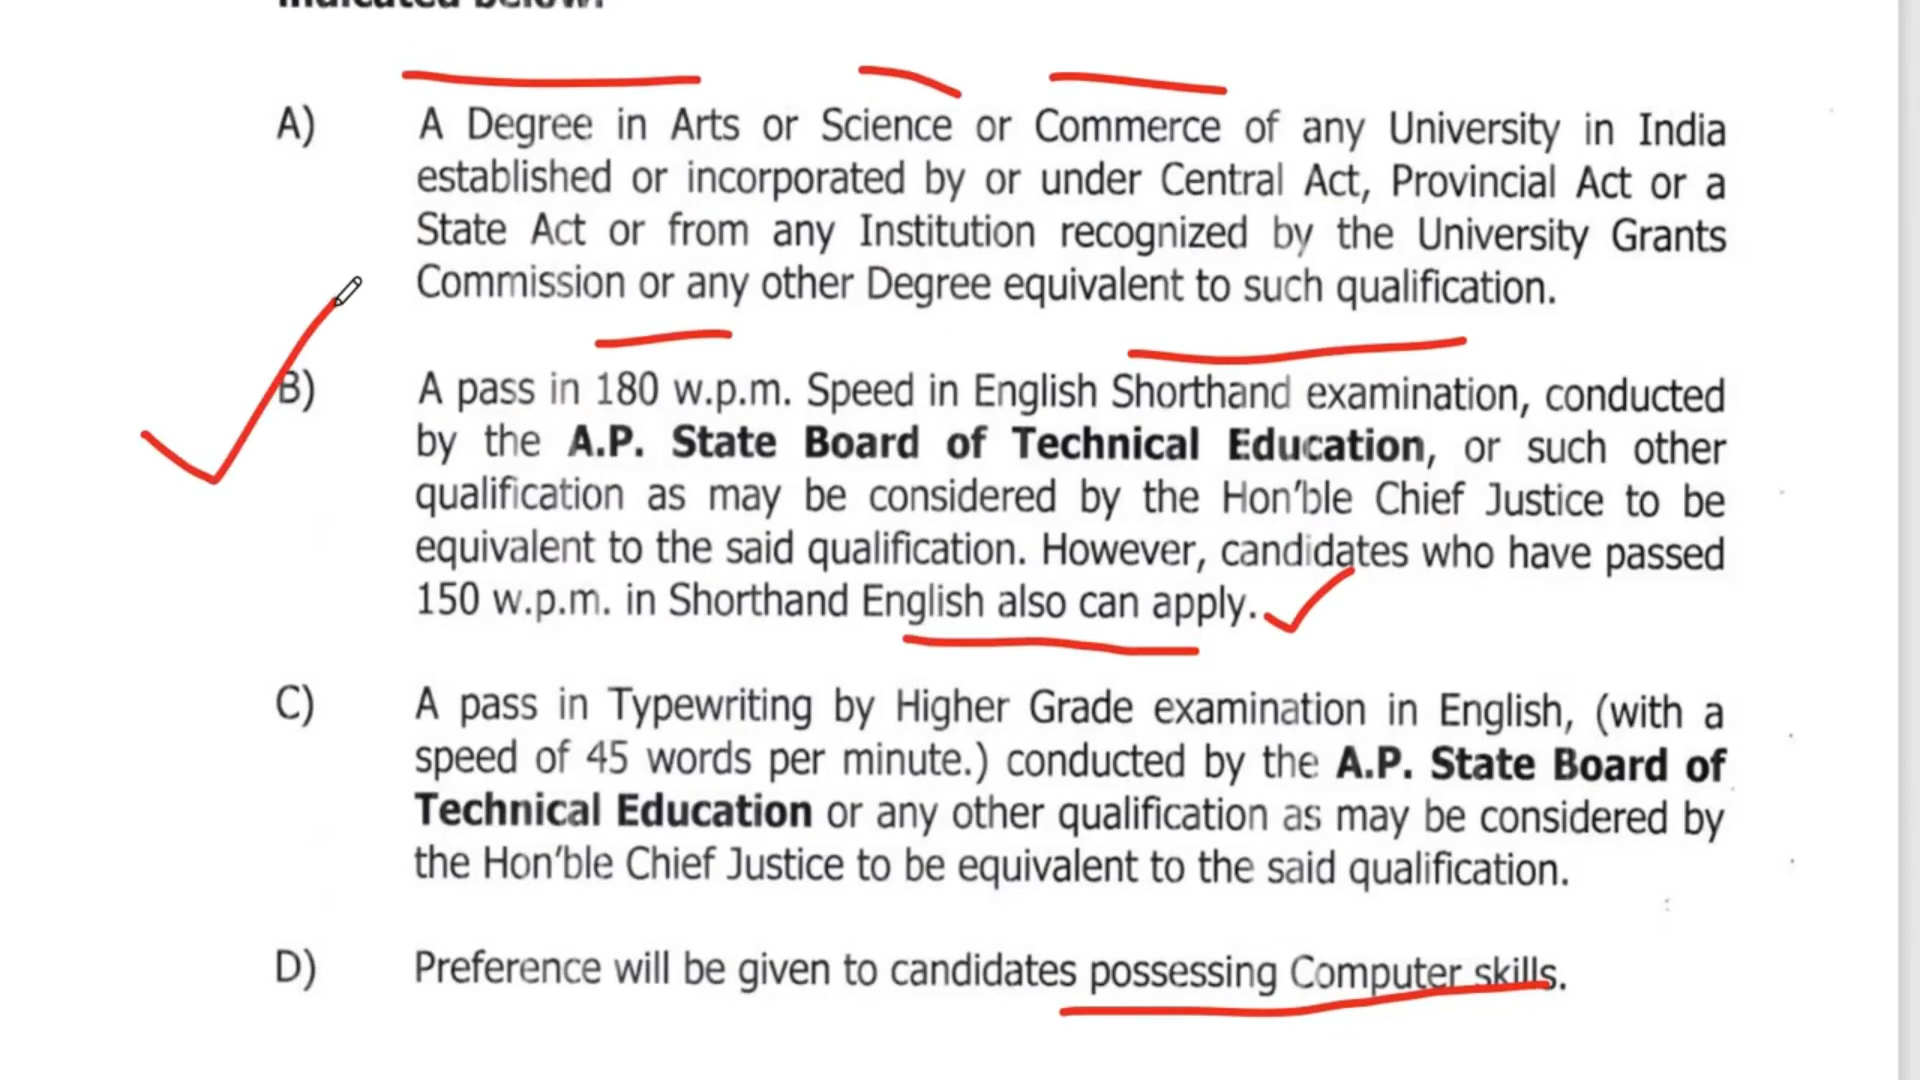 indicated below:
A) A Degree in Arts or Science or Commerce of any University in India
established or incorporated by or under Central Act, Provincial Act or a
State Act or from any Institution recognized by the University Grants
Commission or any other Degree equivalent to such qualification.
B) A pass in 180 w.p.m. Speed in English Shorthand examination, conducted
by the A.P. State Board of Technical Education, or such other
qualification as may be considered by the Hon'ble Chief Justice to be
equivalent to the said qualification. However, candidates who have passed
150 w.p.m. in Shorthand English also can apply.
C) A pass in Typewriting by Higher Grade examination in English, (with a
speed of 45 words per minute.) conducted by the A.P. State Board of
Technical Education or any other qualification as may be considered by
the Hon'ble Chief Justice to be equivalent to the said qualification.
D) Preference will be given to candidates possessing Computer skills.